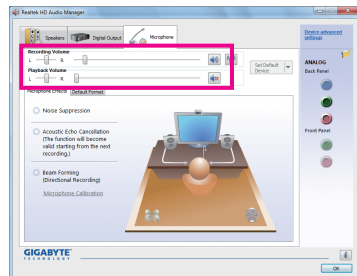 Realtek HD Audio Manager
Speakers
Digital Output
Microphone
Device advanced
settings
Recording Volume
L
R
Set Default
Device
ANALOG
Back Panel
Playback Volume
L
R
Microphone Effects
Default Format
Noise Suppression
Acoustic Echo Cancellation
(The function will become
valid starting from the next
recording.)
Front Panel
Beam Forming
(Directional Recording)
Microphone Calibration
GIGABYTE
TECHNOLOGY
OK